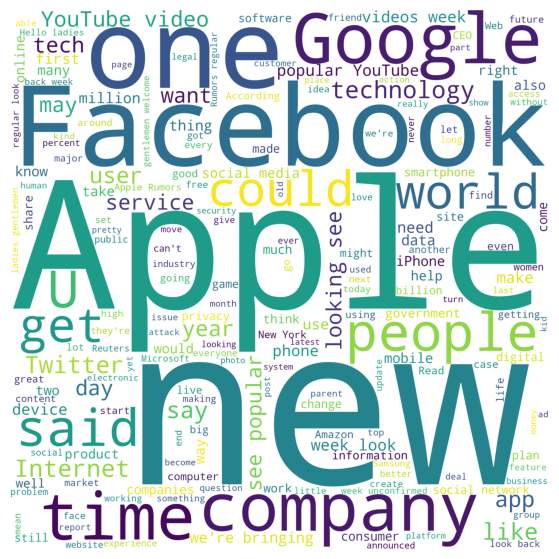 YouTube video
software
friend
videos week
CEO
Web
future
able
Hello ladies
online
tech
one
Google
part
back week
first
many
page
legal
customer
Rumors regular
According
popular YouTube
place
action
right
without
may
million
want
technology
idea
really
show
also
access
regular look
kind
around
gentlemen welcome
Facebook
percent
thing
got
every
we're
never
let
long
number
major
made
know
user
good
social media
smartphone
human
take
Apple Rumors
free
old
love
find
site
come
share
service
could
world
ladies gentlemen
set
pretty
public
security
move
give
can't
ever
industry
go
looking see
might
need
data
another
even
iPhone
women
Apple
U
going
game
much
used
next
today
help
make
last
billion
turn
get
high
they're
issue
attack
month
privacy
looking
everyone
think
year
use
New York
latest
using
government
getting
kid
people
lot
Reuters
yet
Microsoft
would
photo
phone
system
mobile
update
Read
case
digital
Twitter
great
content
electronic
two
day
live
making
see popular
post
parent
change
life
money
ad
device
start
say
way
big
new
Amazon
top
week look
information
Samsung
better
plan
feature
said
end
become
social
Internet
product
well
market
companies
computer
create
deal
business
problem
question
work
little
week unconfirmed
social network
time
company
app
still
working
something
we're bringing
consumer
like
mean
face
report
platform
announced
group
website
experience
look back